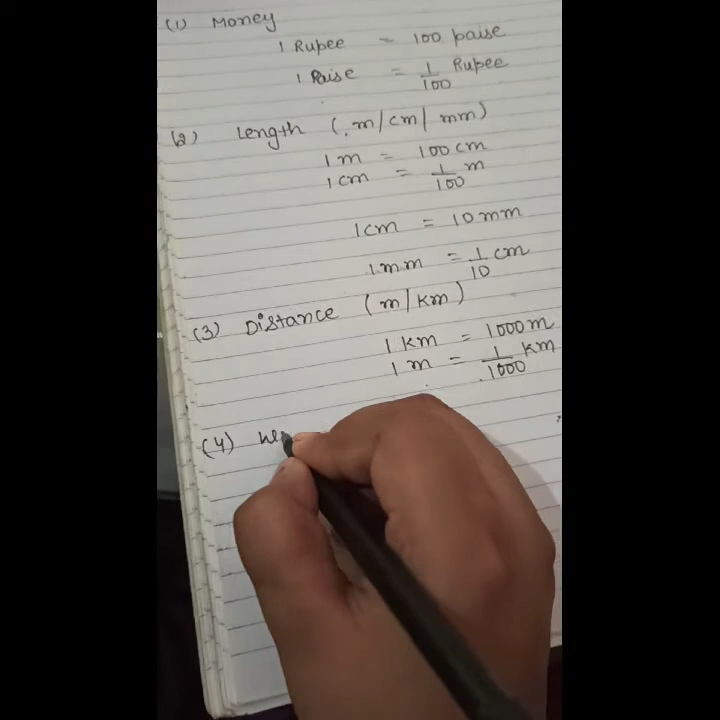 (1) Money
1 Rupee = 100 paise
1 Paise = 1/100 Rupee
(2) Length (m/cm/mm)
1 m = 100 cm
1 cm = 1/100 m
1cm = 10 mm
1 mm = 1/10 cm
(3) Distance (m/km)
1 km = 1000 m
1 m = 1/1000 km
(4) We